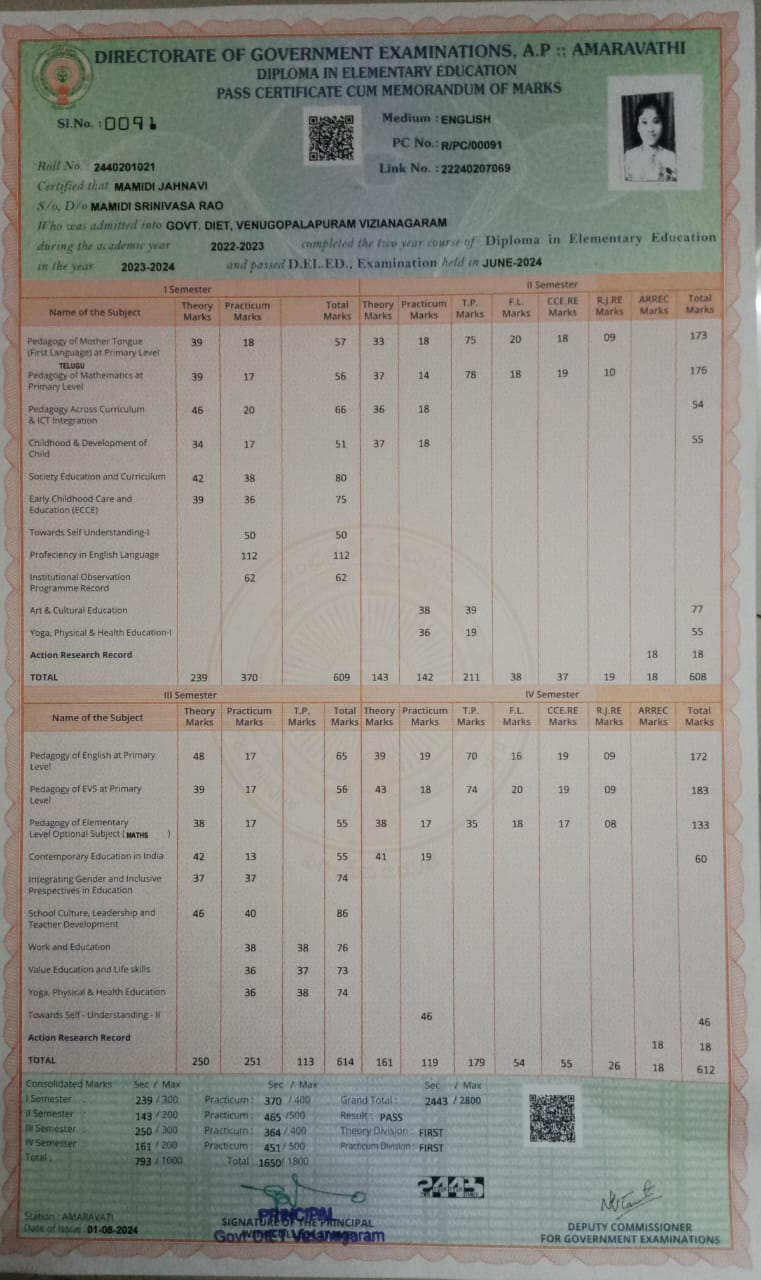 DIRECTORATE OF GOVERNMENT EXAMINATIONS, A.P :: AMARAVATHI
DIPLOMA IN ELEMENTARY EDUCATION
PASS CERTIFICATE CUM MEMORANDUM OF MARKS
Sl.No. : 0091
Medium : ENGLISH
PC No.: R/PC/00091
Link No. : 22240207069
Roll No. 2440201021
Certified that MAMIDI JAHNAVI
S/o, D/o MAMIDI SRINIVASA RAO
Who was admitted into GOVT. DIET, VENUGOPALAPURAM VIZIANAGARAM
during the academic year 2022-2023 completed the two year course of Diploma in Elementary Education
in the year 2023-2024 and passed D.EL.ED., Examination held in JUNE-2024
I Semester II Semester
Name of the Subject Theory Marks Practicum Marks Total Marks Theory Marks Practicum Marks T.P. Marks F.L. Marks CCE.RE Marks R.J.RE Marks ARREC Marks Total Marks
Pedagogy of Mother Tongue (First Language) at Primary Level 39 18 57 33 18 75 20 18 09 173
TELUGU
Pedagogy of Mathematics at Primary Level 39 17 56 37 14 78 18 19 10 176
Pedagogy Across Curriculum & ICT Integration 46 20 66 36 18 54
Childhood & Development of Child 34 17 51 37 18 55
Society Education and Curriculum 42 38 80
Early Childhood Care and Education (ECCE) 39 36 75
Towards Self Understanding-I 50 50
Profeciency in English Language 112 112
Institutional Observation Programme Record 62 62
Art & Cultural Education 38 39 77
Yoga, Physical & Health Education-I 36 19 55
Action Research Record 18 18
TOTAL 239 370 609 143 142 211 38 37 19 18 608
III Semester IV Semester
Name of the Subject Theory Marks Practicum Marks T.P. Marks Total Marks Theory Marks Practicum Marks T.P. Marks F.L. Marks CCE.RE Marks R.J.RE Marks ARREC Marks Total Marks
Pedagogy of English at Primary Level 48 17 65 39 19 70 16 19 09 172
Pedagogy of EVS at Primary Level 39 17 56 43 18 74 20 19 09 183
Pedagogy of Elementary Level Optional Subject ( MATHS ) 38 17 55 38 17 35 18 17 08 133
Contemporary Education in India 42 13 55 41 19 60
Integrating Gender and Inclusive Prespectives in Education 37 37 74
School Culture, Leadership and Teacher Development 46 40 86
Work and Education 38 38 76
Value Education and Life skills 36 37 73
Yoga, Physical & Health Education 36 38 74
Towards Self - Understanding - II 46 46
Action Research Record 18 18
TOTAL 250 251 113 614 161 119 179 54 55 26 18 612
Consolidated Marks Sec / Max Sec / Max Sec / Max
I Semester : 239 / 300 Practicum : 370 / 400 Grand Total : 2443 / 2800
II Semester : 143 / 200 Practicum : 465 / 500 Result : PASS
III Semester : 250 / 300 Practicum : 364 / 400 Theory Division : FIRST
IV Semester : 161 / 200 Practicum : 451 / 500 Practicum Division : FIRST
Total : 793 / 1000 Total 1650/ 1800
2443
Station : AMARAVATI
Date of Issue 01-08-2024
PRINCIPAL
SIGNATURE OF THE PRINCIPAL
Govt DIET Vizianagaram
DEPUTY COMMISSIONER
FOR GOVERNMENT EXAMINATIONS